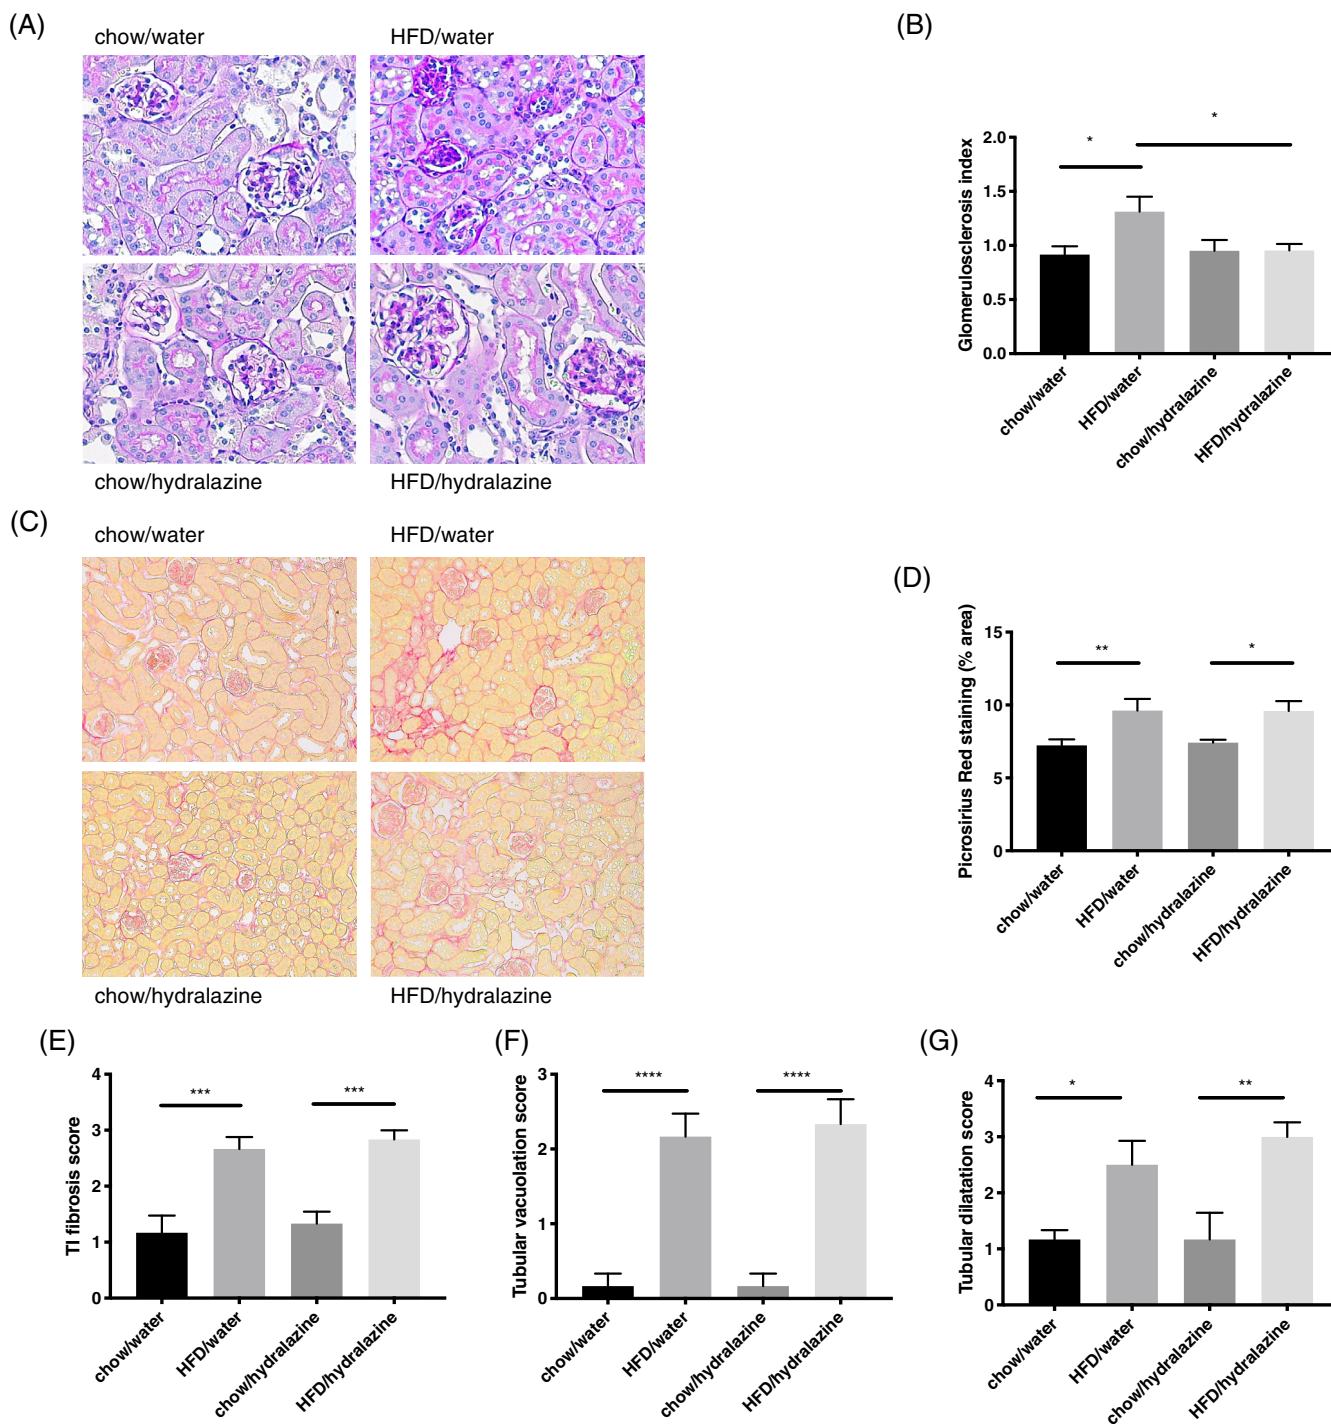 (A)
chow/water
HFD/water
chow/hydralazine
HFD/hydralazine
(B)
*
*
Glomerulosclerosis index
2.0
1.5
1.0
0.5
0.0
chow/water
HFD/water
chow/hydralazine
HFD/hydralazine
(C)
chow/water
HFD/water
chow/hydralazine
HFD/hydralazine
(D)
**
*
Picrosirius Red staining (% area)
15
10
5
0
chow/water
HFD/water
chow/hydralazine
HFD/hydralazine
(E)
***
***
TI fibrosis score
4
3
2
1
0
chow/water
HFD/water
chow/hydralazine
HFD/hydralazine
(F)
****
****
Tubular vacuolation score
3
2
1
0
chow/water
HFD/water
chow/hydralazine
HFD/hydralazine
(G)
*
**
Tubular dilatation score
4
3
2
1
0
chow/water
HFD/water
chow/hydralazine
HFD/hydralazine